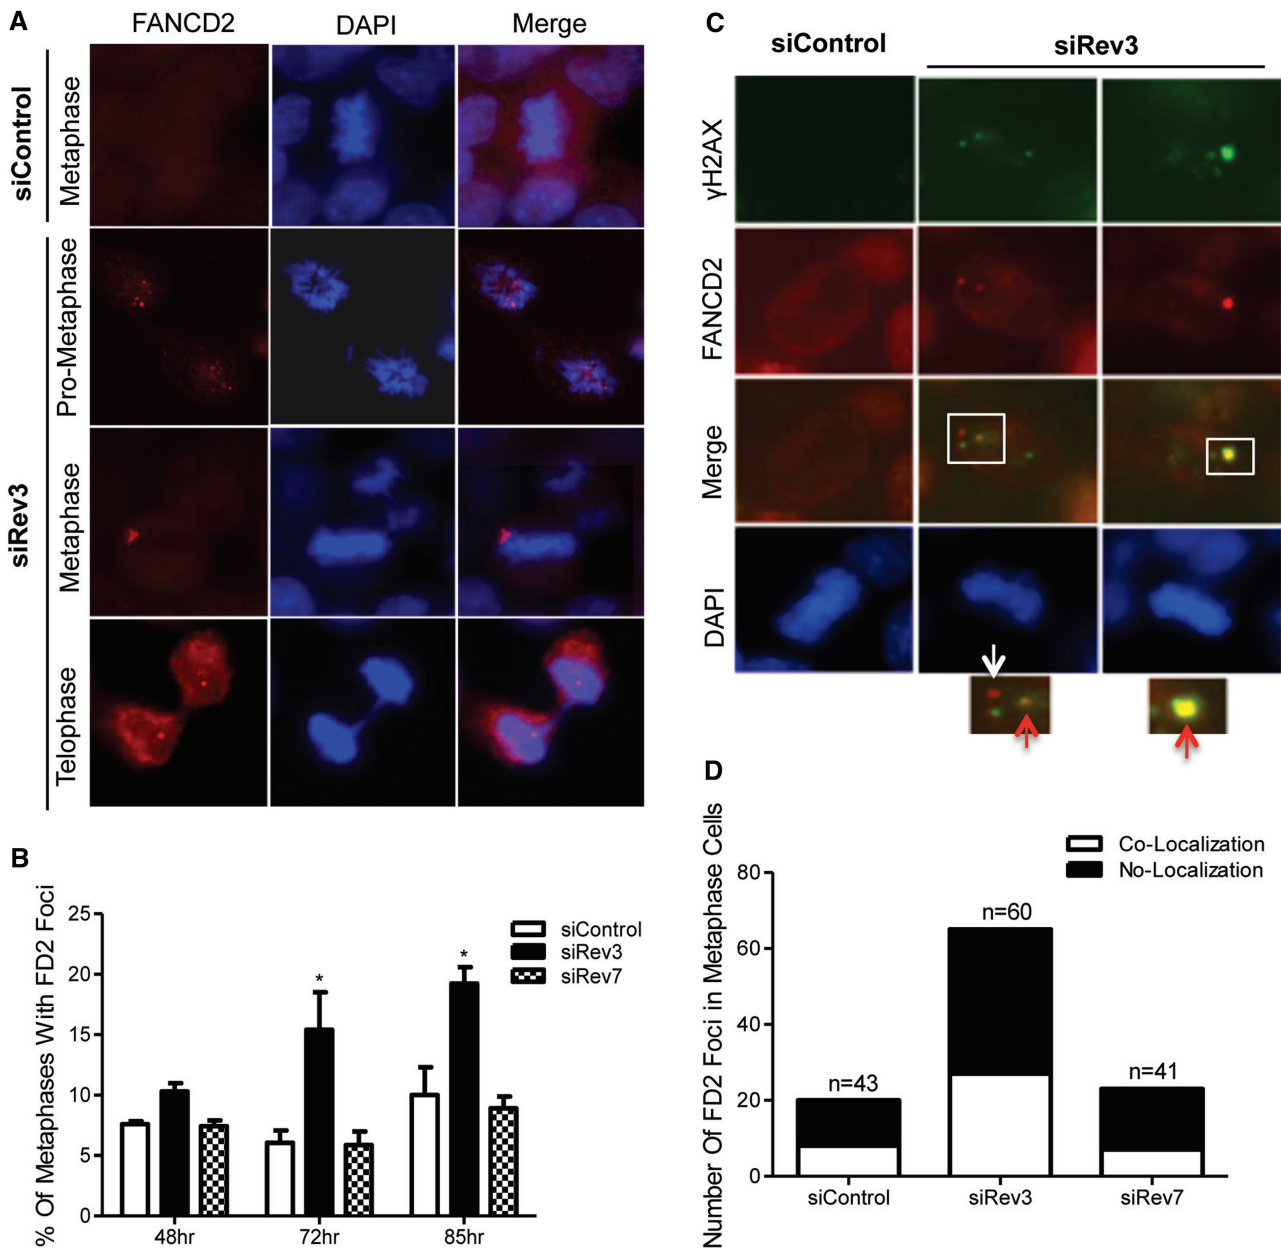 A
FANCD2
DAPI
Merge
siControl
Metaphase
siRev3
Pro-Metaphase
Metaphase
Telophase
B
% Of Metaphases With FD2 Foci
25
20
15
10
5
0
*
*
48hr
72hr
85hr
siControl
siRev3
siRev7
C
siControl
siRev3
γH2AX
FANCD2
Merge
DAPI
D
Number Of FD2 Foci in Metaphase Cells
Co-Localization
No-Localization
80
60
40
20
0
n=43
n=60
n=41
siControl
siRev3
siRev7